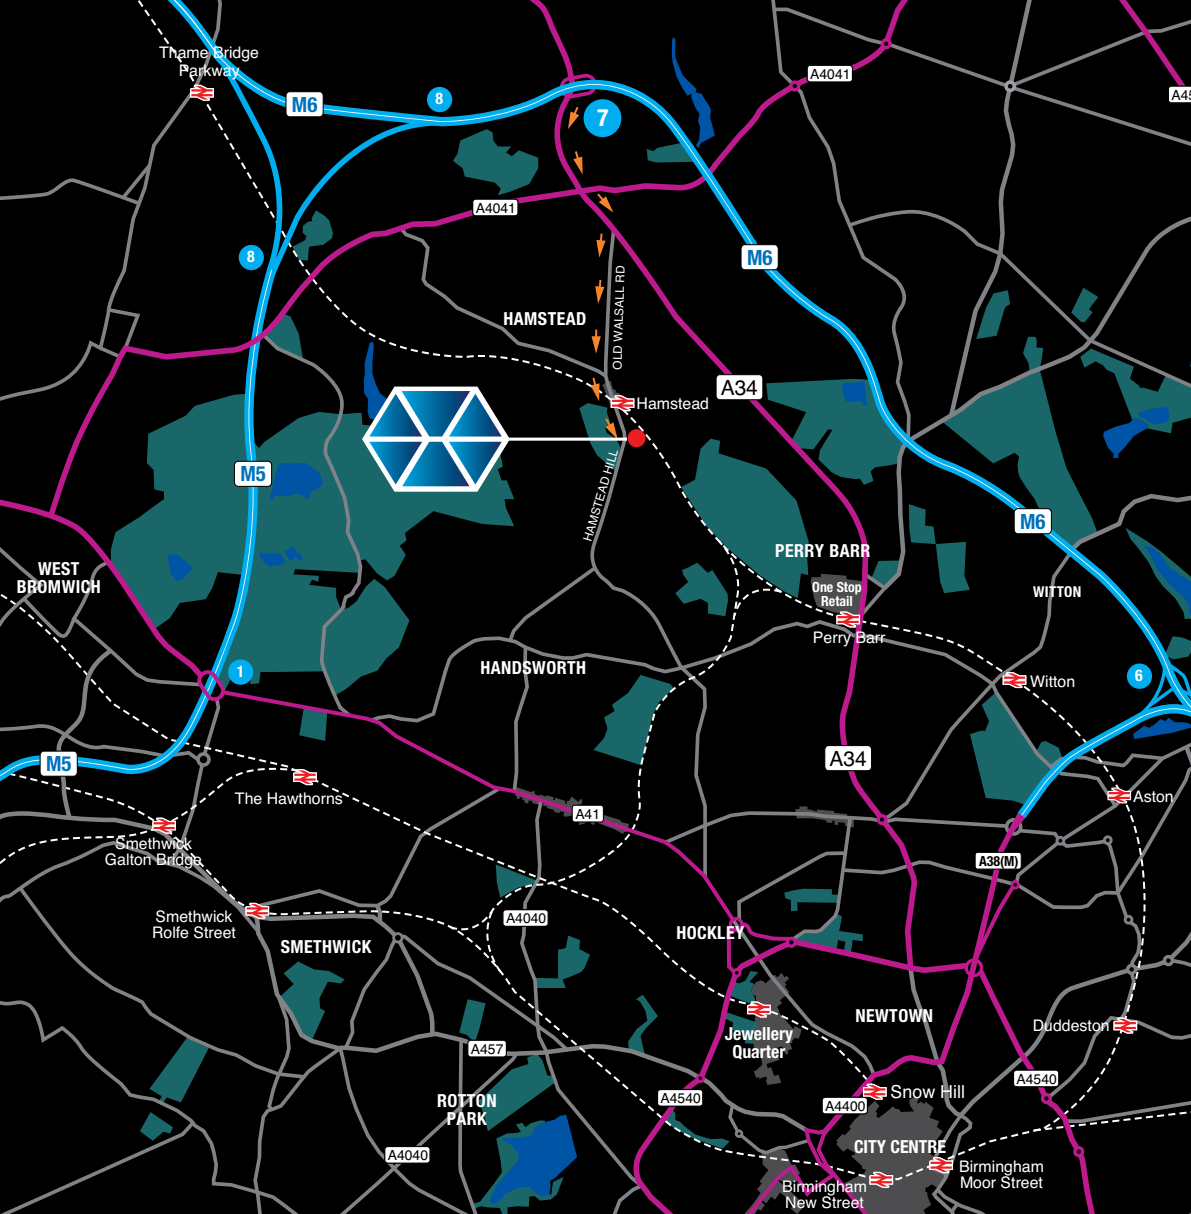 Thame Bridge
Parkway
M6
8
7
A4041
A45
A4041
8
M6
OLD WALSALL RD
HAMSTEAD
A34
Hamstead
HAMSTEAD HILL
M5
M6
WEST
BROMWICH
PERRY BARR
One Stop
Retail
WITTON
Perry Barr
HANDSWORTH
1
Witton
6
M5
A34
The Hawthorns
Aston
A41
Smethwick
Galton Bridge
A38(M)
Smethwick
Rolfe Street
A4040
HOCKLEY
SMETHWICK
NEWTOWN
Duddeston
Jewellery
Quarter
A457
A4540
Snow Hill
A4540
A4400
ROTTON
PARK
CITY CENTRE
A4040
Birmingham
Moor Street
Birmingham
New Street